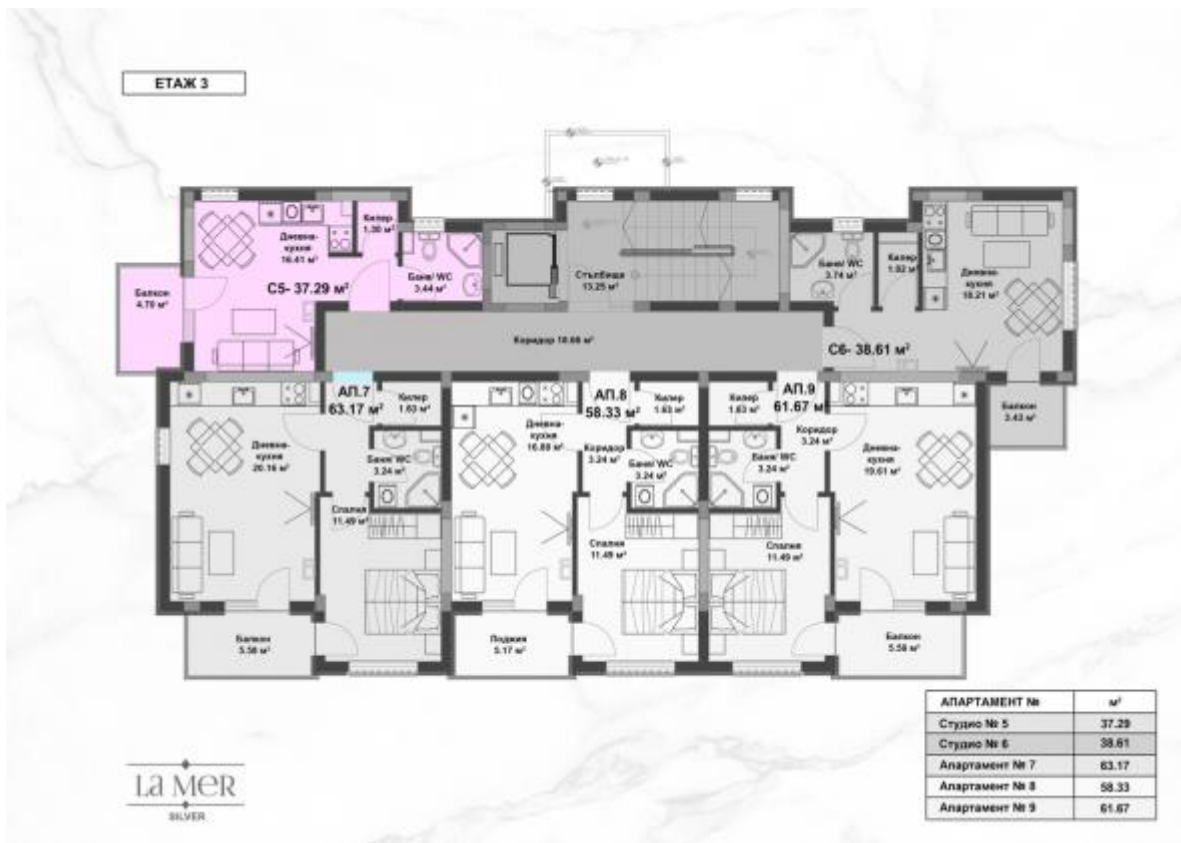 ЕТАЖ 3
Килер
1.30 м²
Дневна-
кухня
16.41 м²
Баня/ WC
3.44 м²
С5- 37.29 м²
Балкон
4.70 м²
Стълбище
13.25 м²
Баня/ WC
3.74 м²
Килер
1.82 м²
Дневна-
кухня
18.21 м²
Коридор 18.66 м²
С6- 38.61 м²
Балкон
3.43 м²
АП.7
63.17 м²
Килер
1.63 м²
Дневна-
кухня
20.16 м²
Баня/ WC
3.24 м²
Спалня
11.49 м²
Балкон
5.58 м²
АП.8
58.33 м²
Килер
1.63 м²
Дневна-
кухня
Коридор
3.24 м²
Баня/ WC
3.24 м²
Спалня
11.49 м²
Лоджия
5.17 м²
АП.9
61.67 м²
Килер
1.63 м²
Коридор
3.24 м²
Баня/ WC
3.24 м²
Дневна-
кухня
19.61 м²
Спалня
11.49 м²
Балкон
5.58 м²
АПАРТАМЕНТ № м²
Студио № 5 37.29
Студио № 6 38.61
Апартамент № 7 63.17
Апартамент № 8 58.33
Апартамент № 9 61.67
La MeR
SILVER